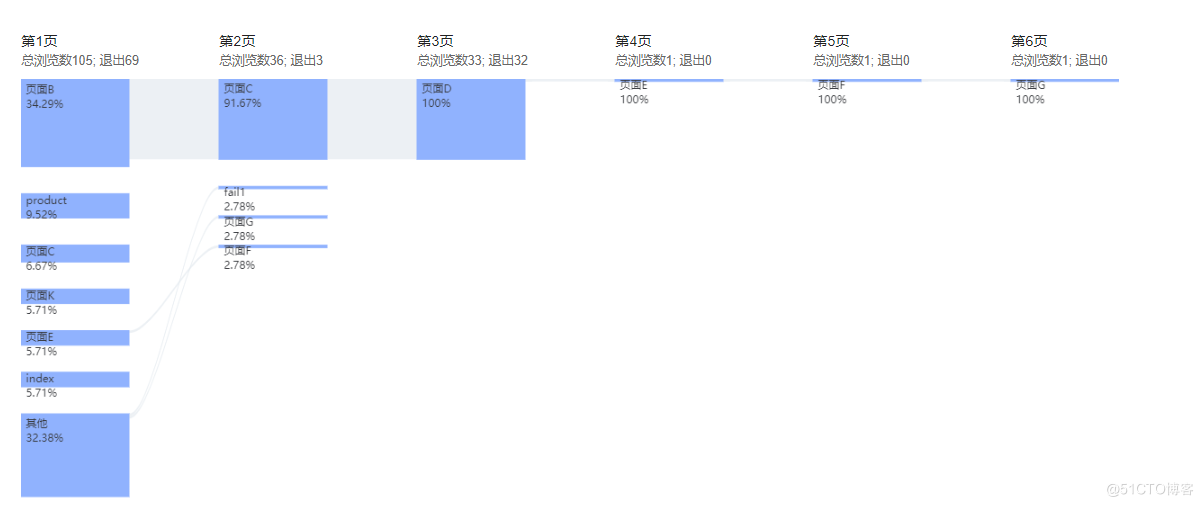 第1页
总浏览数105; 退出69
第2页
总浏览数36; 退出3
第3页
总浏览数33; 退出32
第4页
总浏览数1; 退出0
第5页
总浏览数1; 退出0
第6页
总浏览数1; 退出0
页面B
34.29%
product
9.52%
页面C
6.67%
页面K
5.71%
页面E
5.71%
index
5.71%
其他
32.38%
页面C
91.67%
fail1
2.78%
页面G
2.78%
页面F
2.78%
页面D
100%
页面E
100%
页面F
100%
页面G
100%
@51CTO博客